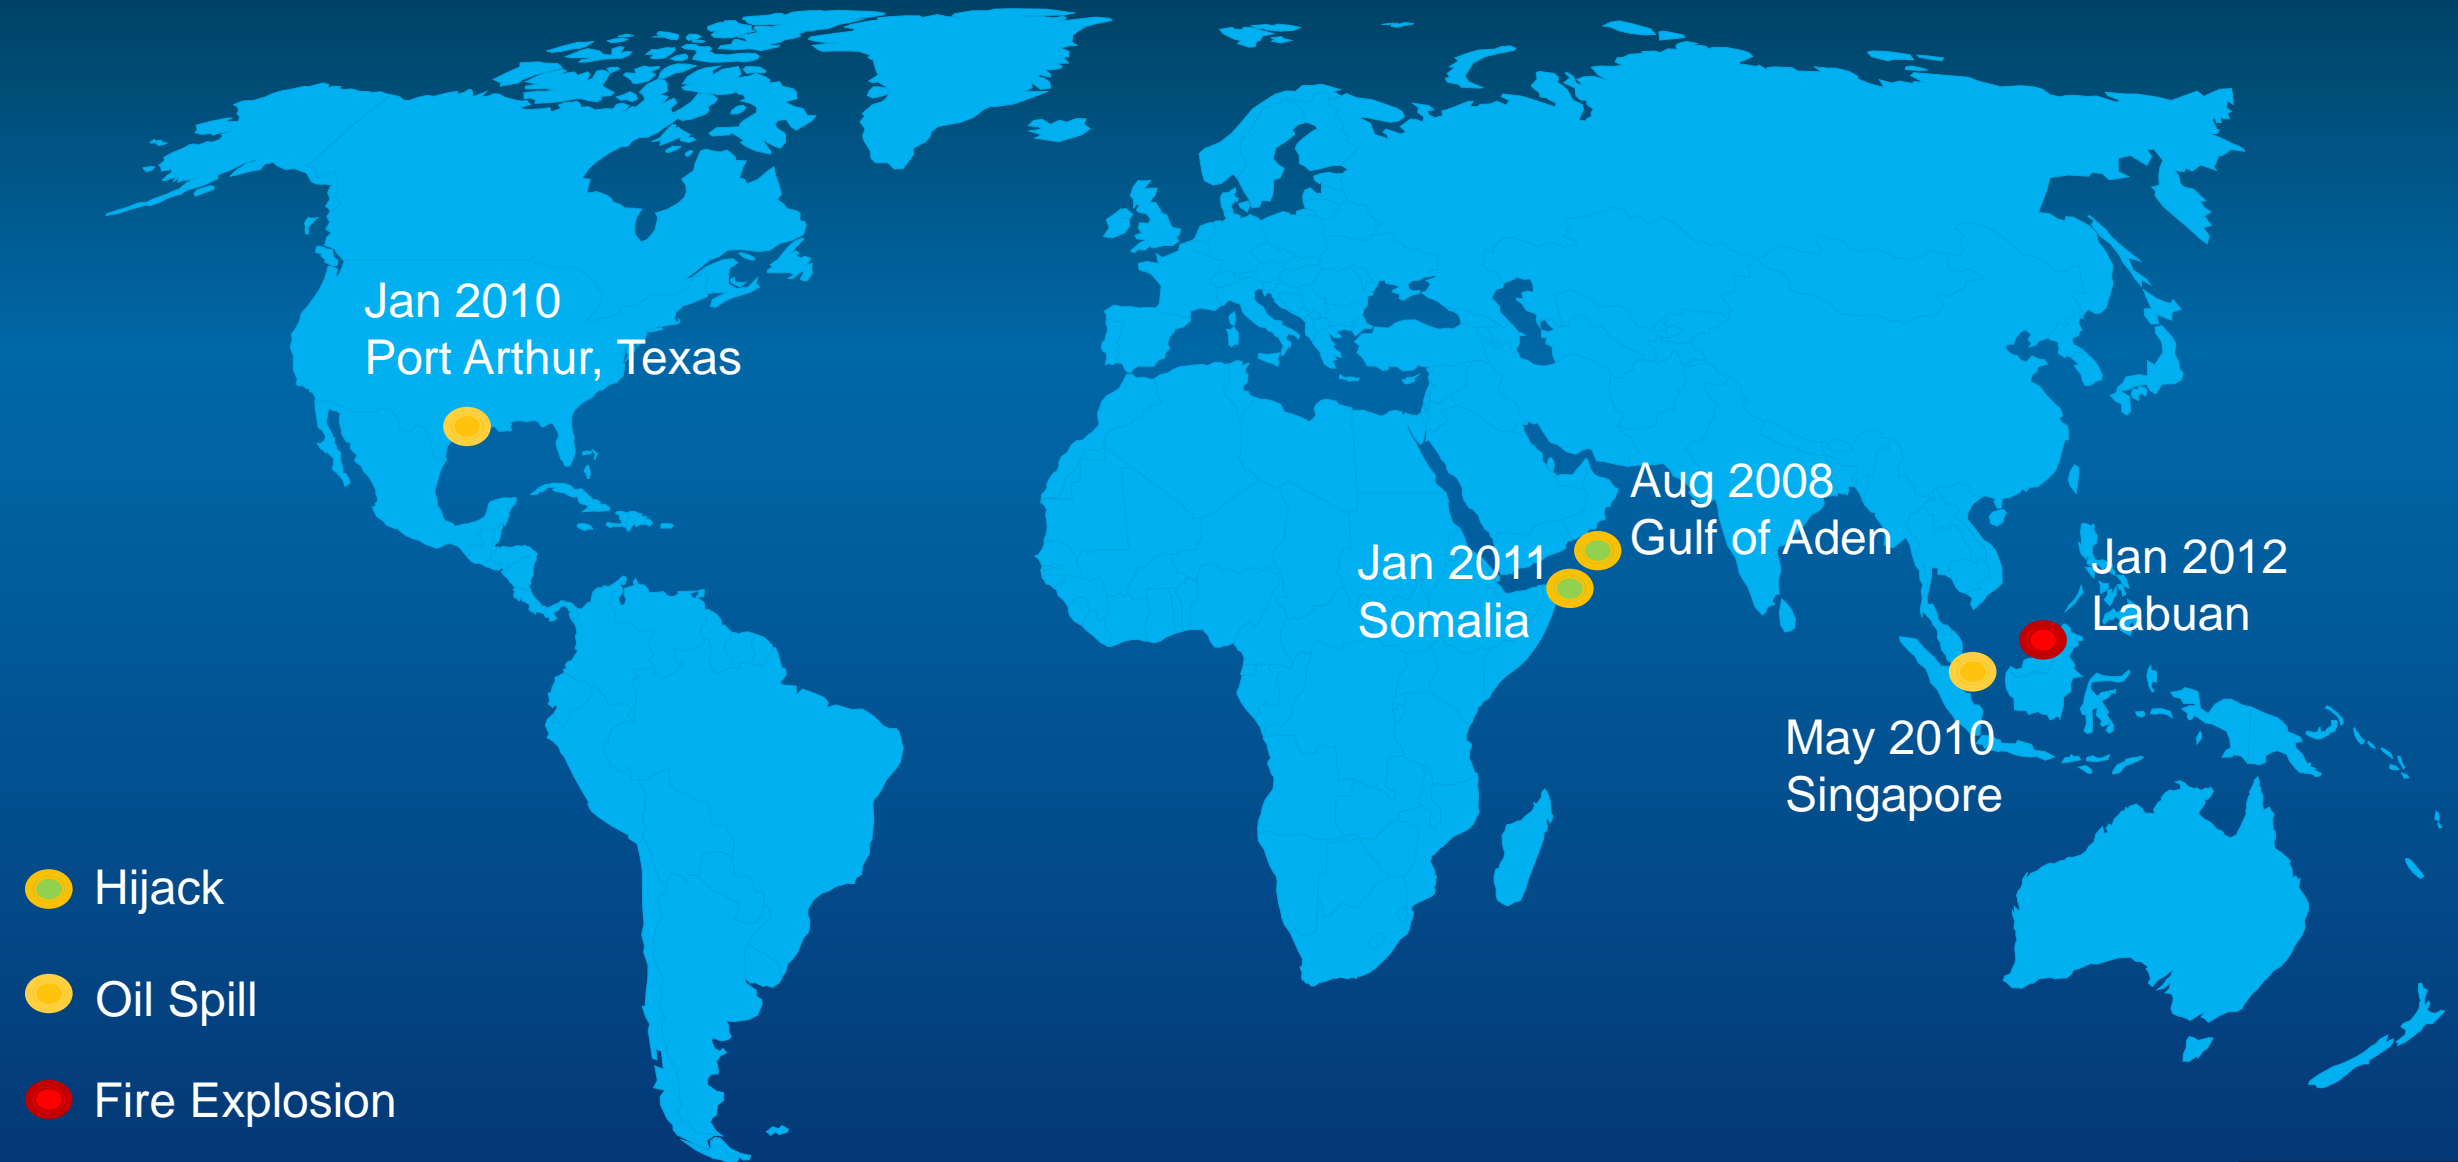 Jan 2010
Port Arthur, Texas
Aug 2008
Gulf of Aden
Jan 2011
Somalia
Jan 2012
Labuan
May 2010
Singapore
Hijack
Oil Spill
Fire Explosion